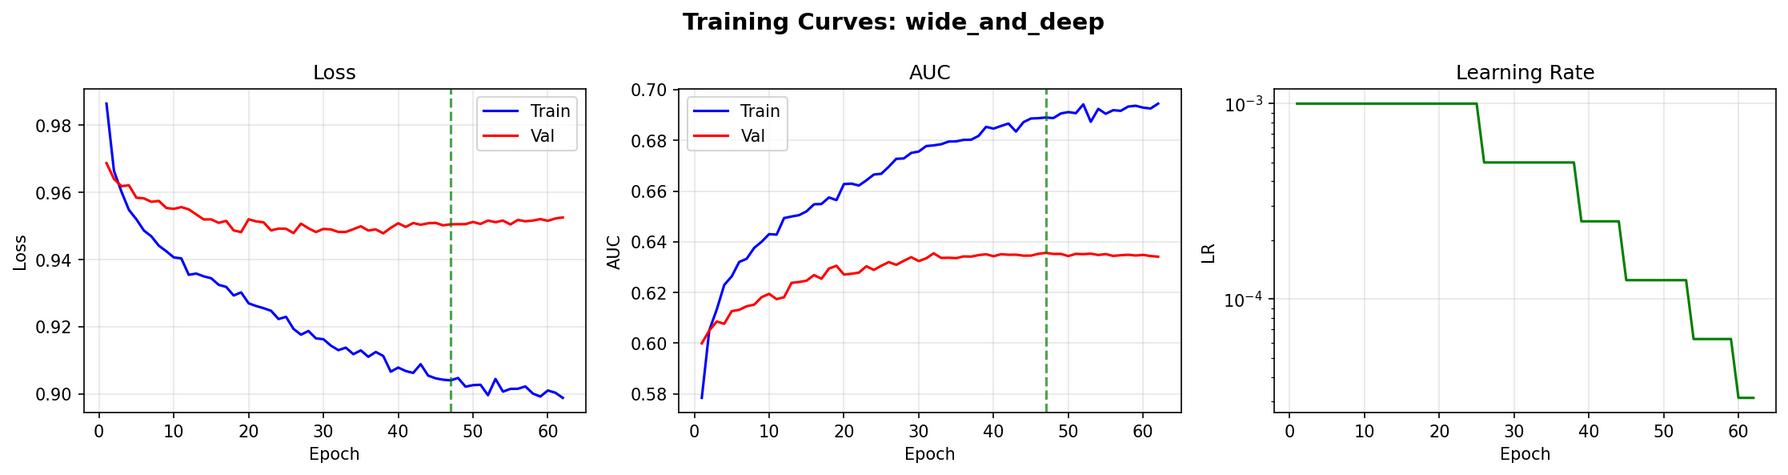 Training Curves: wide_and_deep
Loss
Train
Val
0.98
0.96
0.94
0.92
0.90
Loss
0 10 20 30 40 50 60
Epoch
AUC
Train
Val
0.70
0.68
0.66
0.64
0.62
0.60
0.58
AUC
0 10 20 30 40 50 60
Epoch
Learning Rate
10⁻³
10⁻⁴
LR
0 10 20 30 40 50 60
Epoch